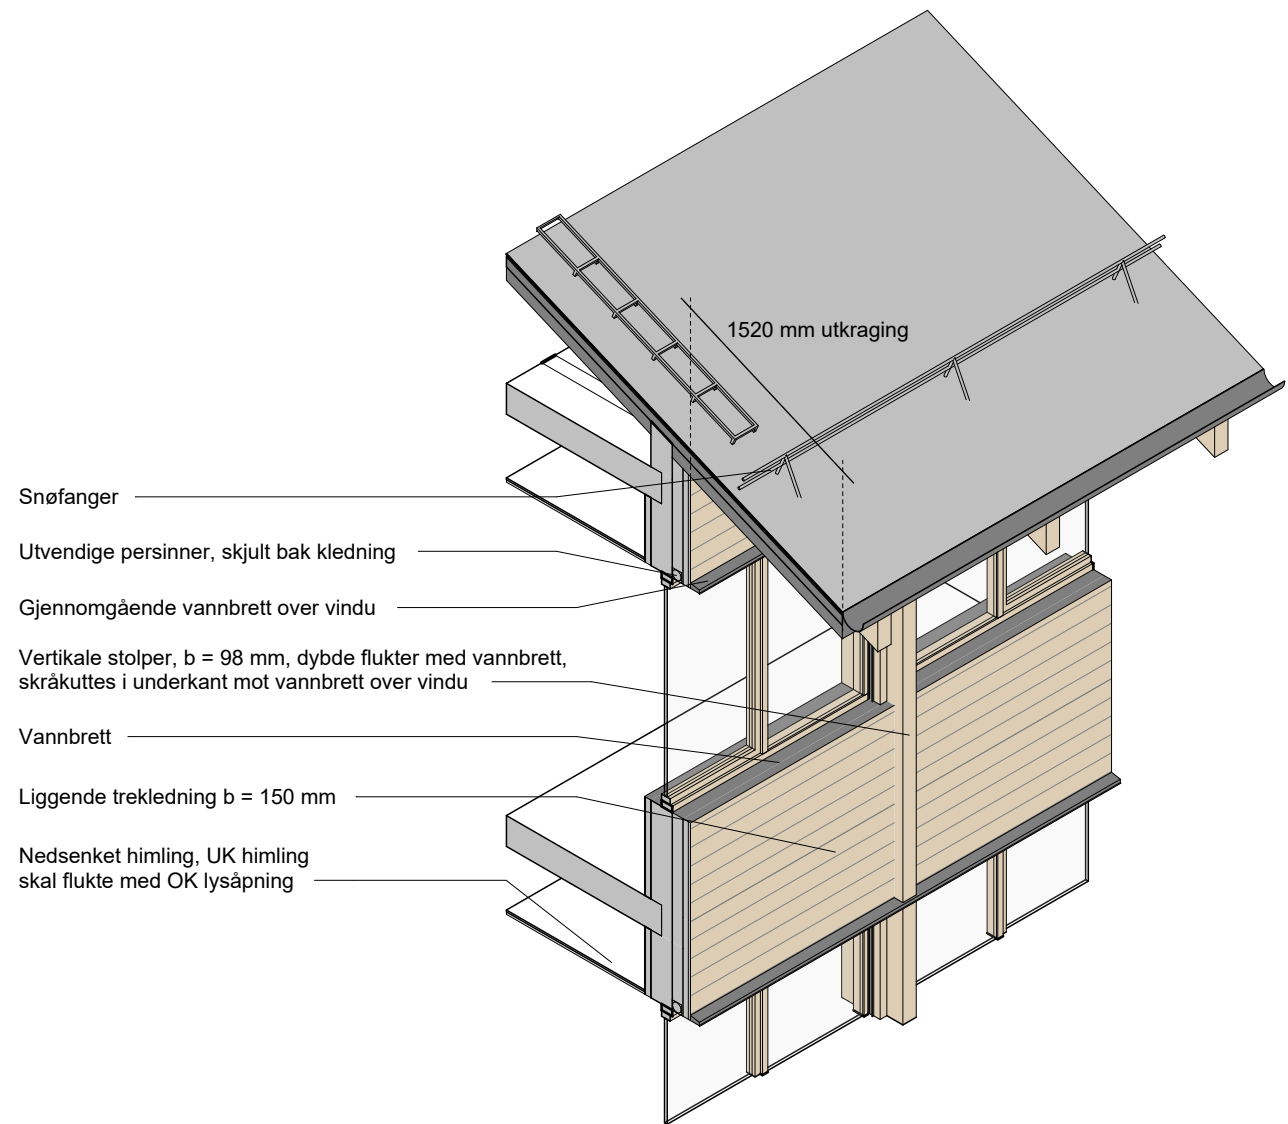 1520 mm utkraging
Snøfanger
Utvendige persinner, skjult bak kledning
Gjennomgående vannbrett over vindu
Vertikale stolper, b = 98 mm, dybde flukter med vannbrett,
skråkuttes i underkant mot vannbrett over vindu
Vannbrett
Liggende trekledning b = 150 mm
Nedsenket himling, UK himling
skal flukte med OK lysåpning